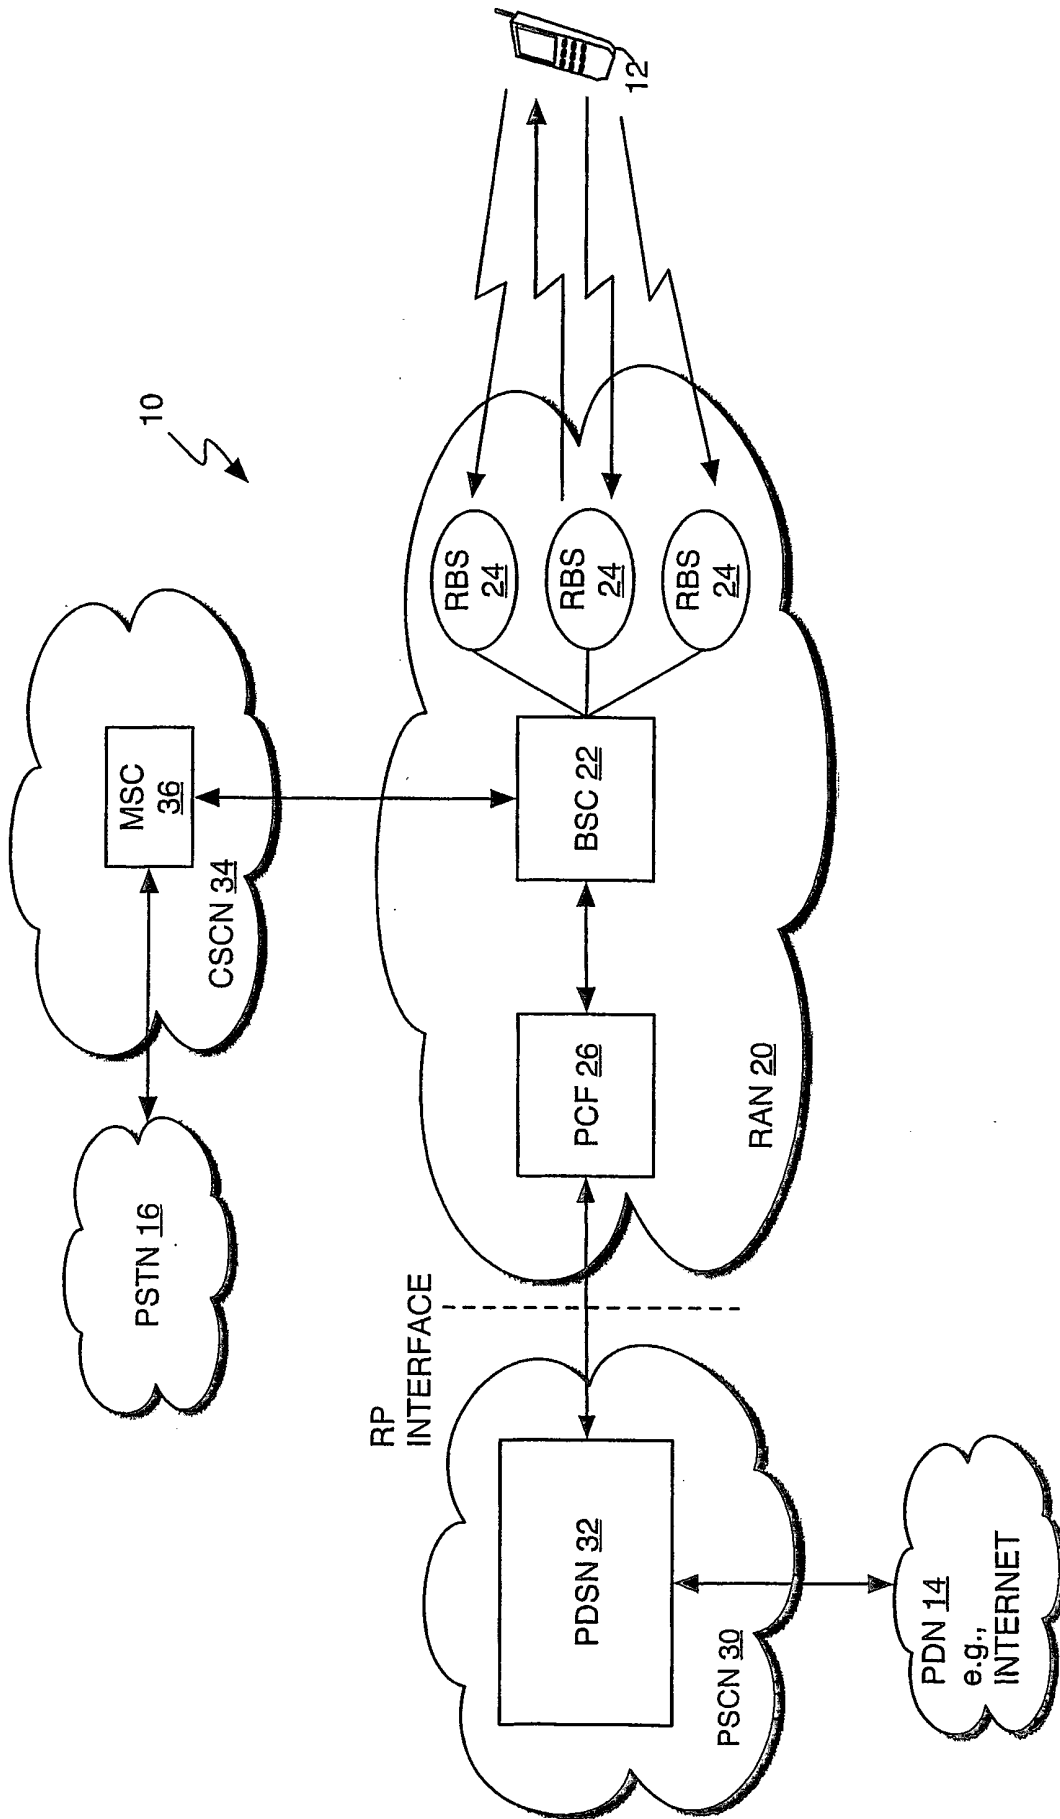 PSTN 16
MSC
36
CSCN 34
10
RP
INTERFACE
PDSN 32
PSCN 30
PDN 14
e.g.,
INTERNET
PCF 26
BSC 22
RBS
24
RBS
24
RBS
24
RAN 20
12